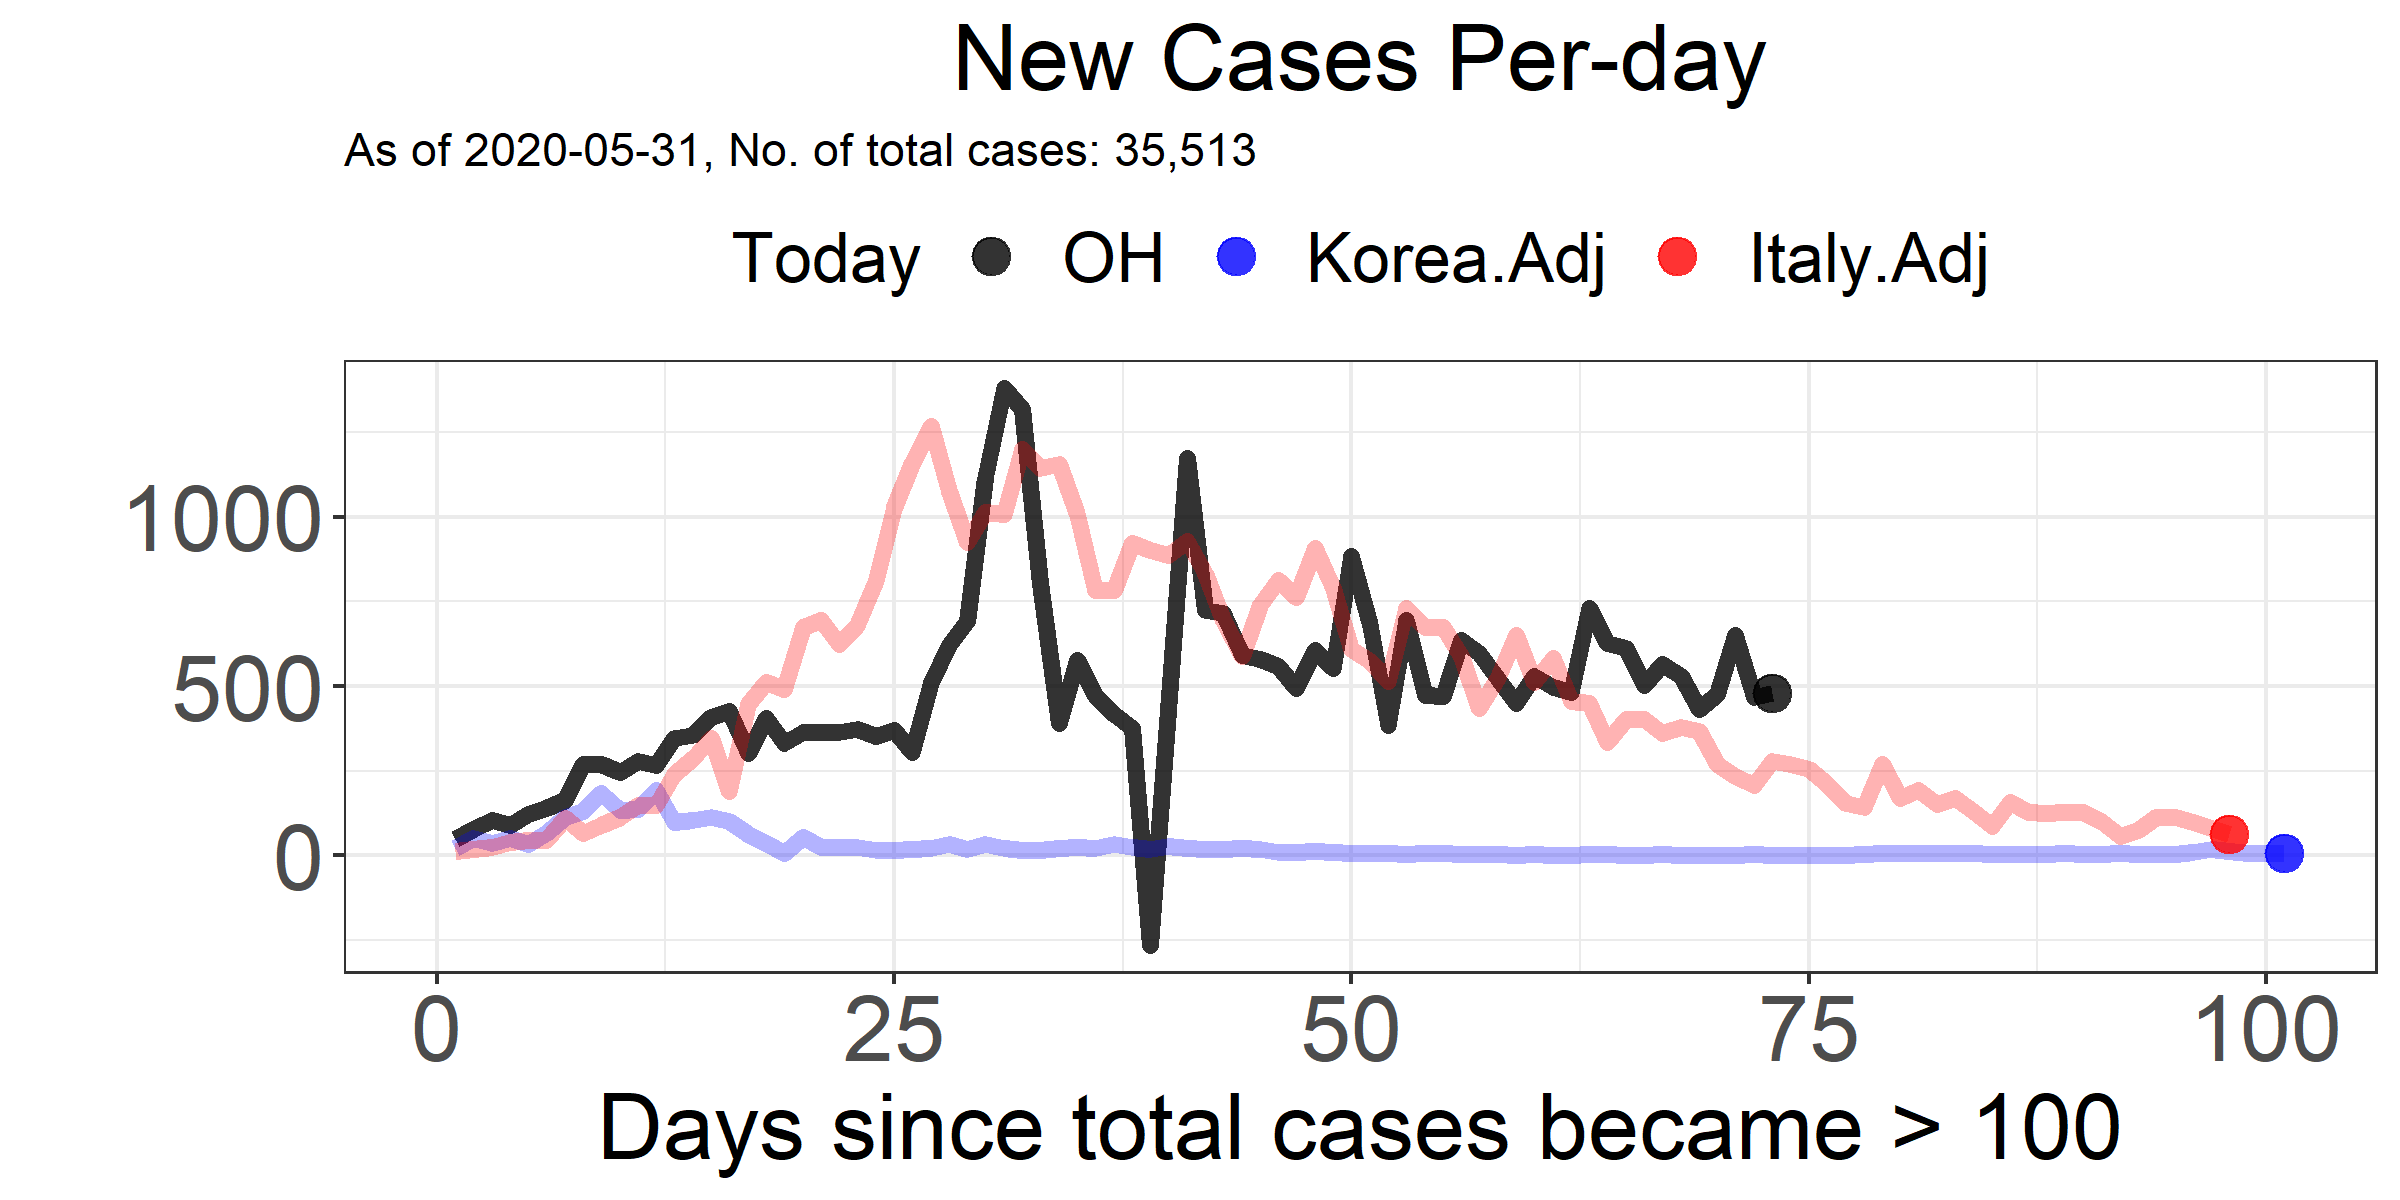 New Cases Per-day
As of 2020-05-31, No. of total cases: 35,513
Today OH Korea.Adj Italy.Adj
1000
500
0
0 25 50 75 100
Days since total cases became > 100